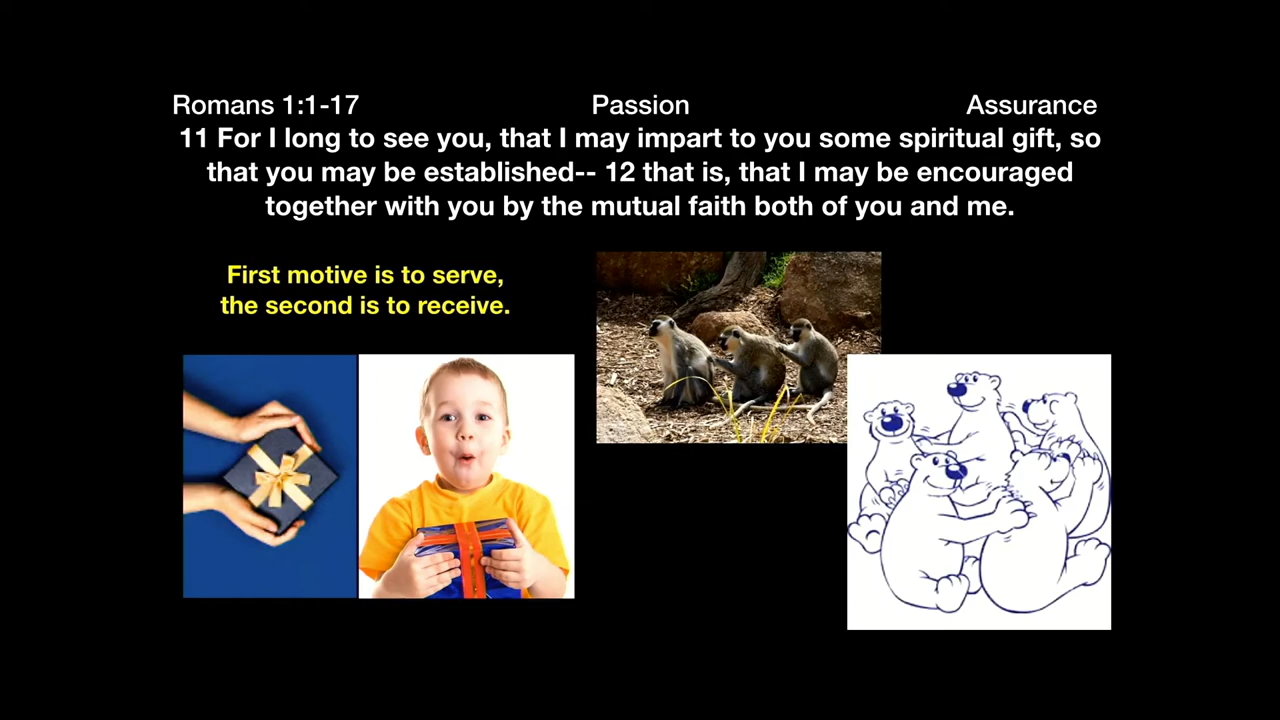 Romans 1:1-17 Passion Assurance
11 For I long to see you, that I may impart to you some spiritual gift, so
that you may be established-- 12 that is, that I may be encouraged
together with you by the mutual faith both of you and me.
First motive is to serve,
the second is to receive.